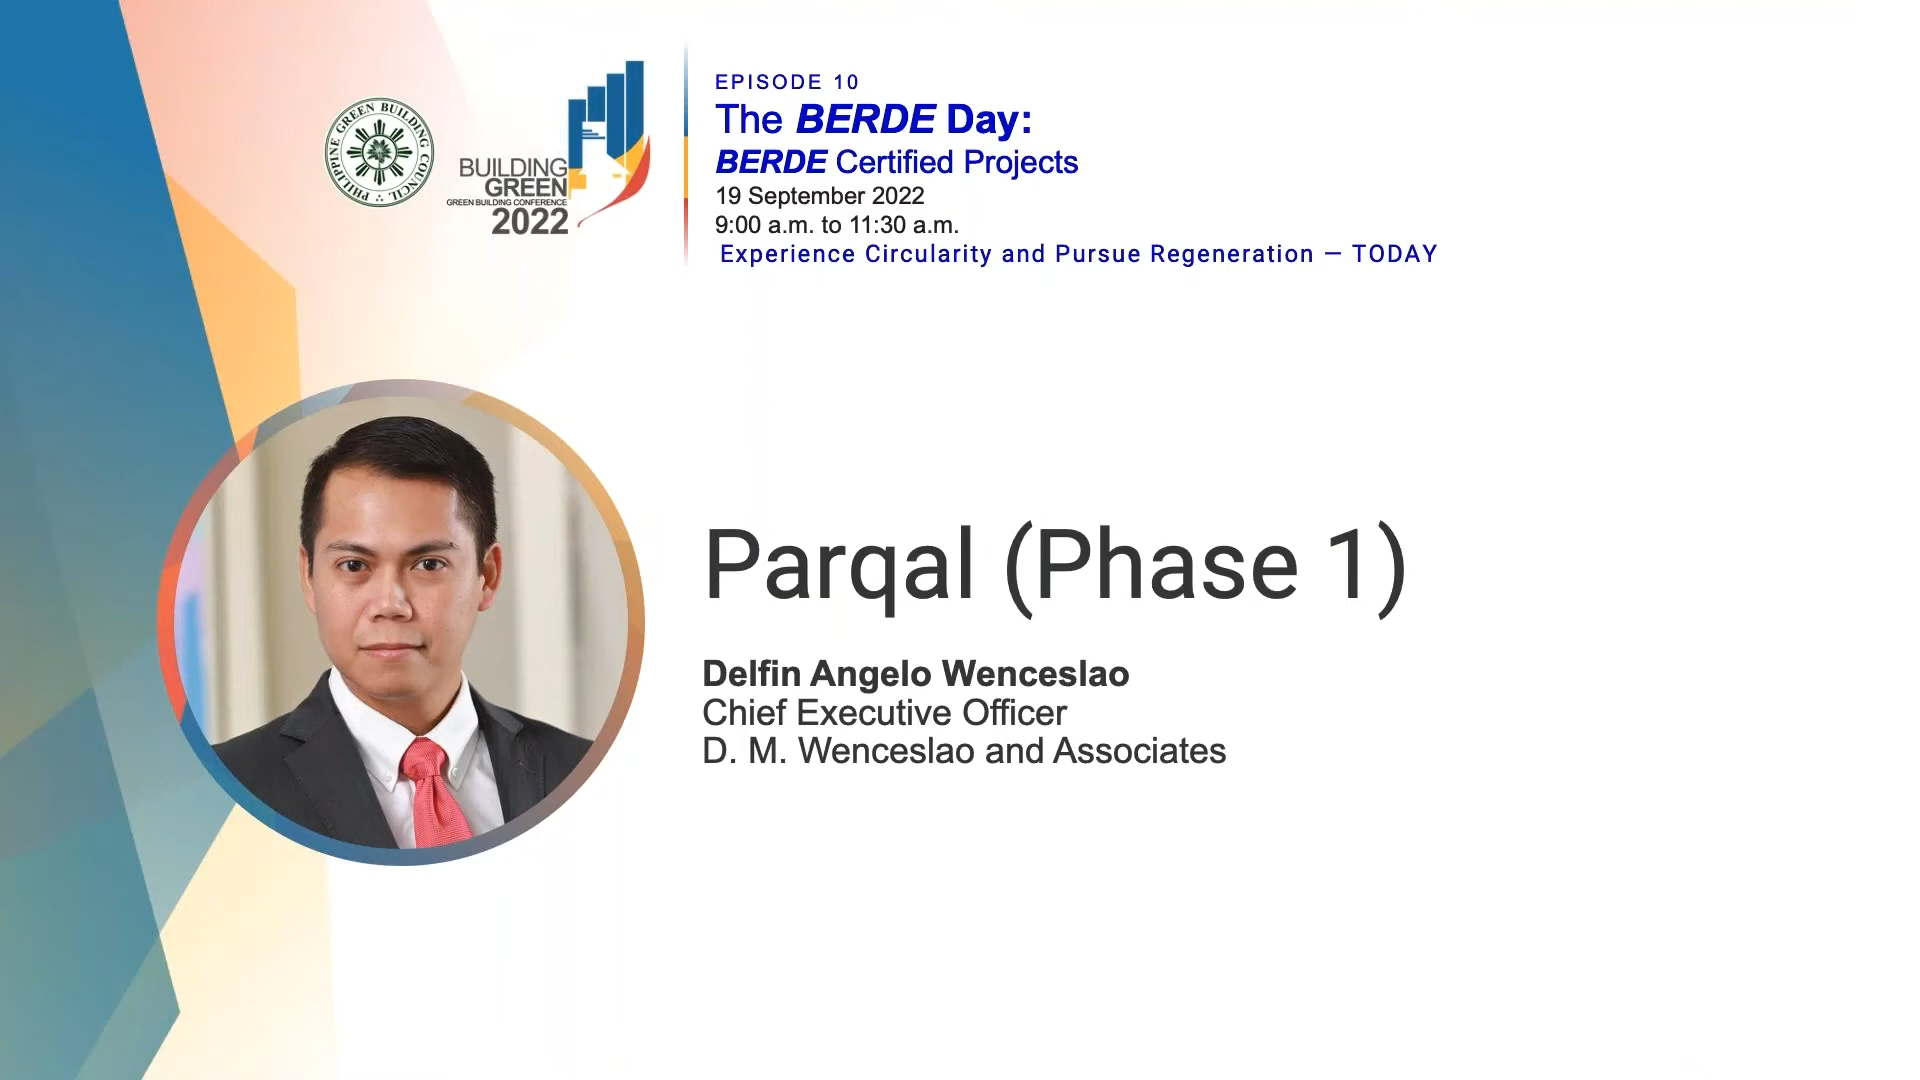 PHILIPPINE GREEN BUILDING COUNCIL
BUILDING
GREEN
GREEN BUILDING CONFERENCE
2022
EPISODE 10
The BERDE Day:
BERDE Certified Projects
19 September 2022
9:00 a.m. to 11:30 a.m.
Experience Circularity and Pursue Regeneration — TODAY
Parqal (Phase 1)
Delfin Angelo Wenceslao
Chief Executive Officer
D. M. Wenceslao and Associates